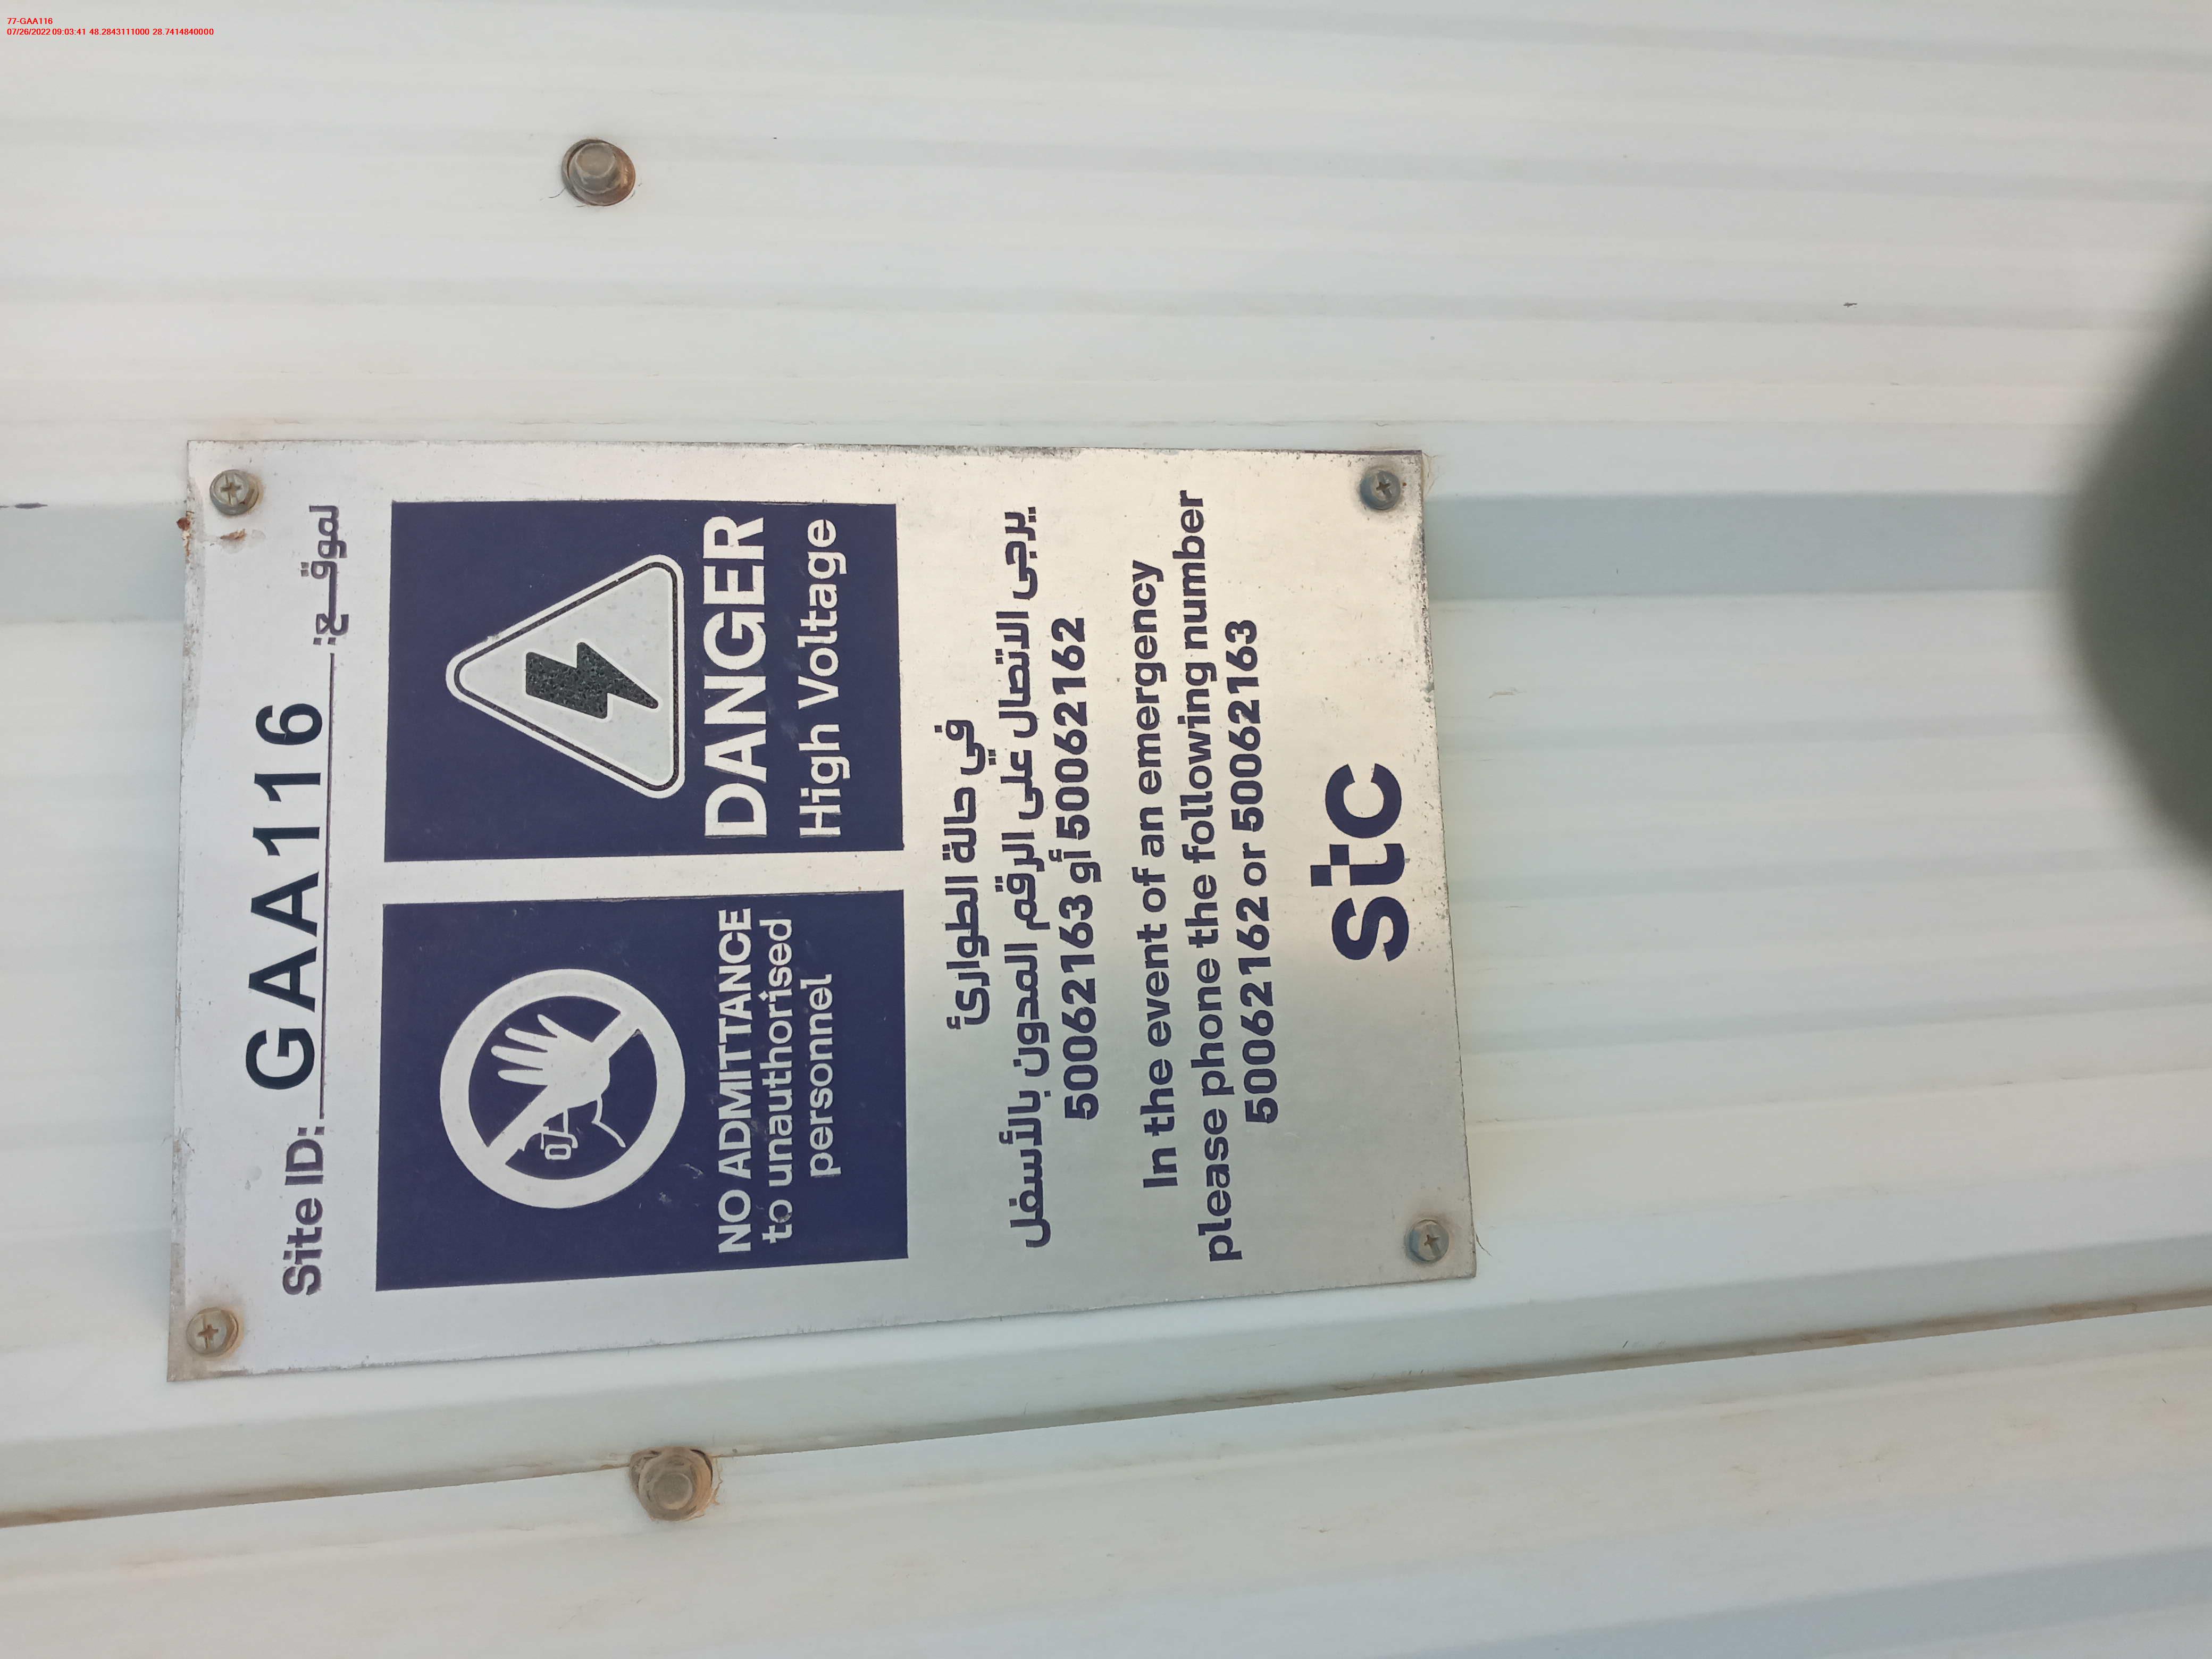 77-GAA116
07/26/2022 09:03:41 48.2843111000 28.7414840000
Site ID: GAA116 لموقـع:
NO ADMITTANCE
to unauthorised
personnel
DANGER
High Voltage
في حالة الطوارئ
يرجى الاتصال على الرقم المدون بالأسفل
50062163 أو 50062162
In the event of an emergency
please phone the following number
50062162 or 50062163
stc